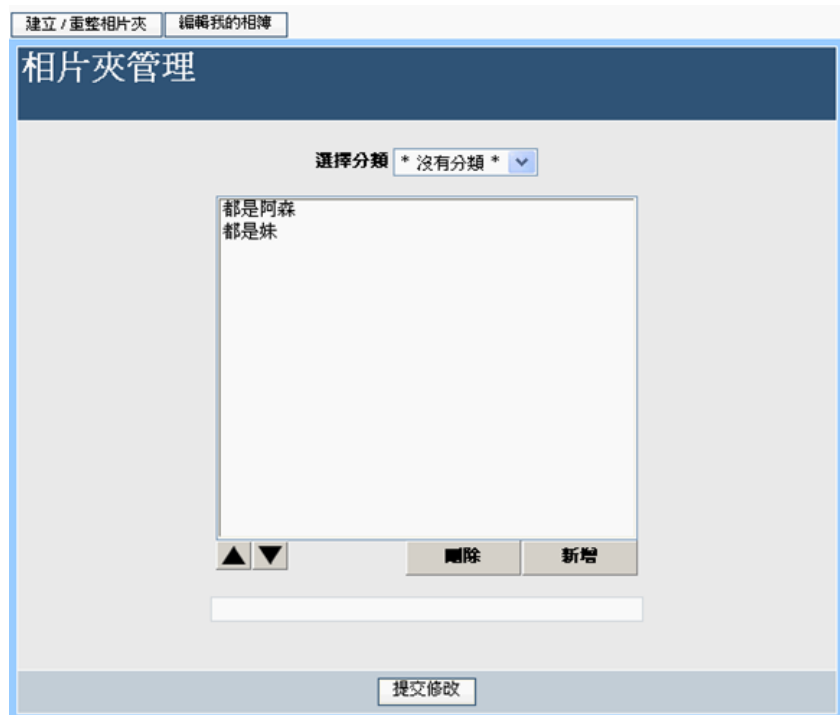 建立 / 重整相片夾 編輯我的相簿
相片夾管理
選擇分類 * 沒有分類 *
都是阿森
都是妹
刪除 新增
提交修改